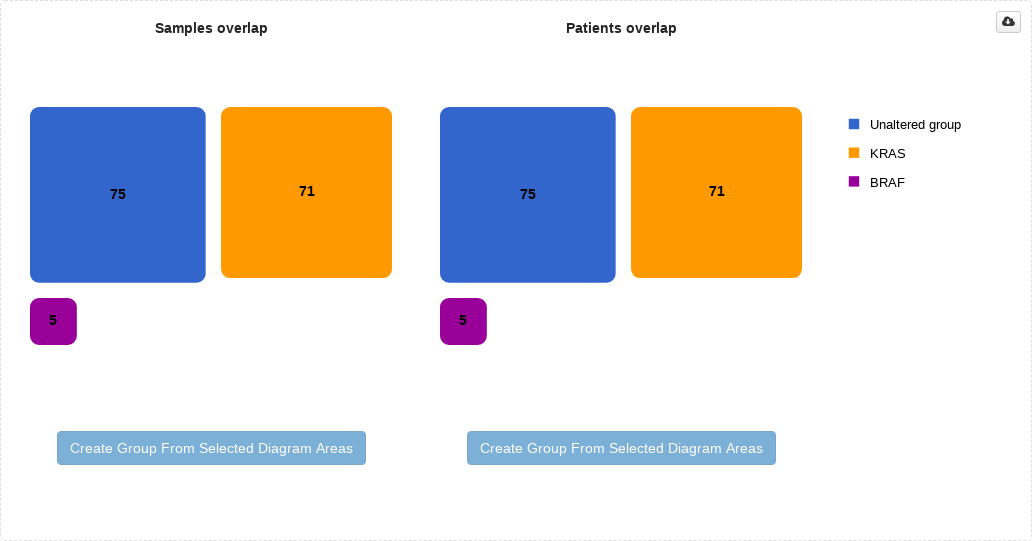 Samples overlap
Patients overlap
75
71
75
71
5
5
Unaltered group
KRAS
BRAF
Create Group From Selected Diagram Areas
Create Group From Selected Diagram Areas